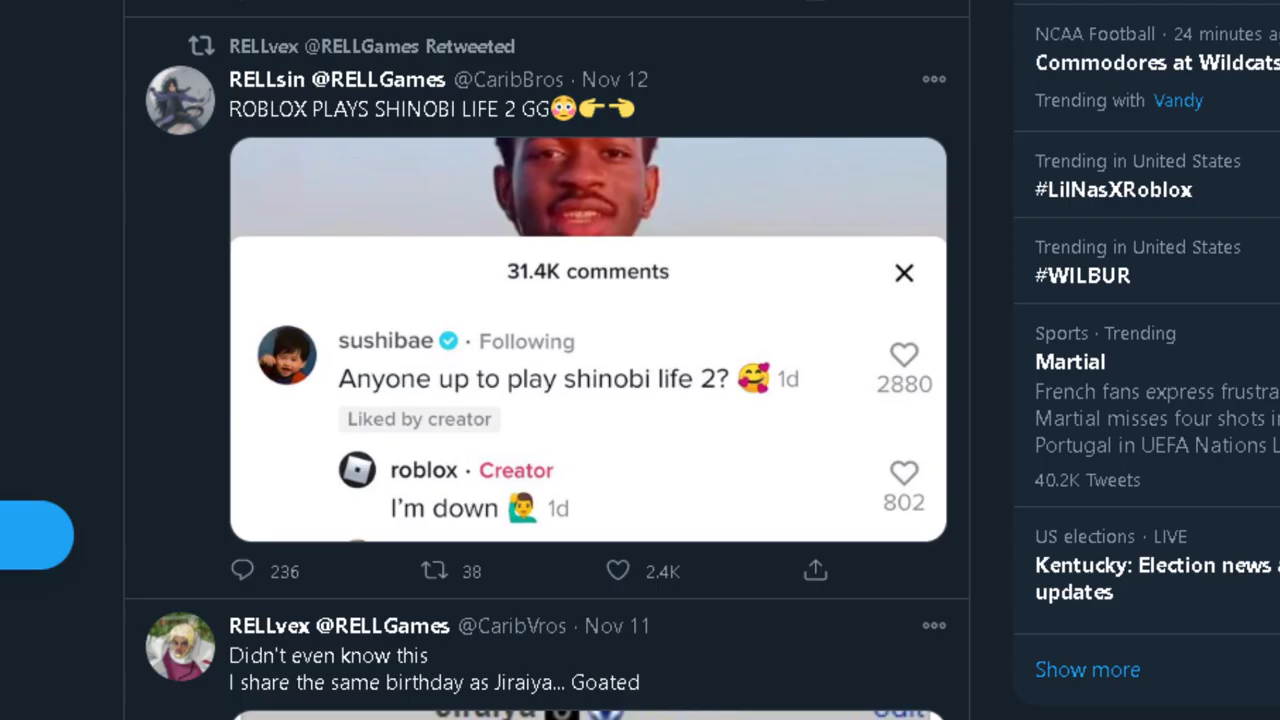 RELLvex @RELLGames Retweeted
RELLsin @RELLGames @CaribBros · Nov 12
ROBLOX PLAYS SHINOBI LIFE 2 GG😳👉👈
31.4K comments
sushibae · Following
Anyone up to play shinobi life 2? 🥰 1d
2880
Liked by creator
roblox · Creator
I'm down 🙋‍♂️ 1d
802
236 38 2.4K
RELLvex @RELLGames @CaribVros · Nov 11
Didn't even know this
I share the same birthday as Jiraiya... Goated
NCAA Football · 24 minutes
Commodores at Wildcats
Trending with Vandy
Trending in United States
#LilNasXRoblox
Trending in United States
#WILBUR
Sports · Trending
Martial
French fans express
Martial misses four shots
Portugal in UEFA Nations
40.2K Tweets
US elections · LIVE
Kentucky: Election news
updates
Show more